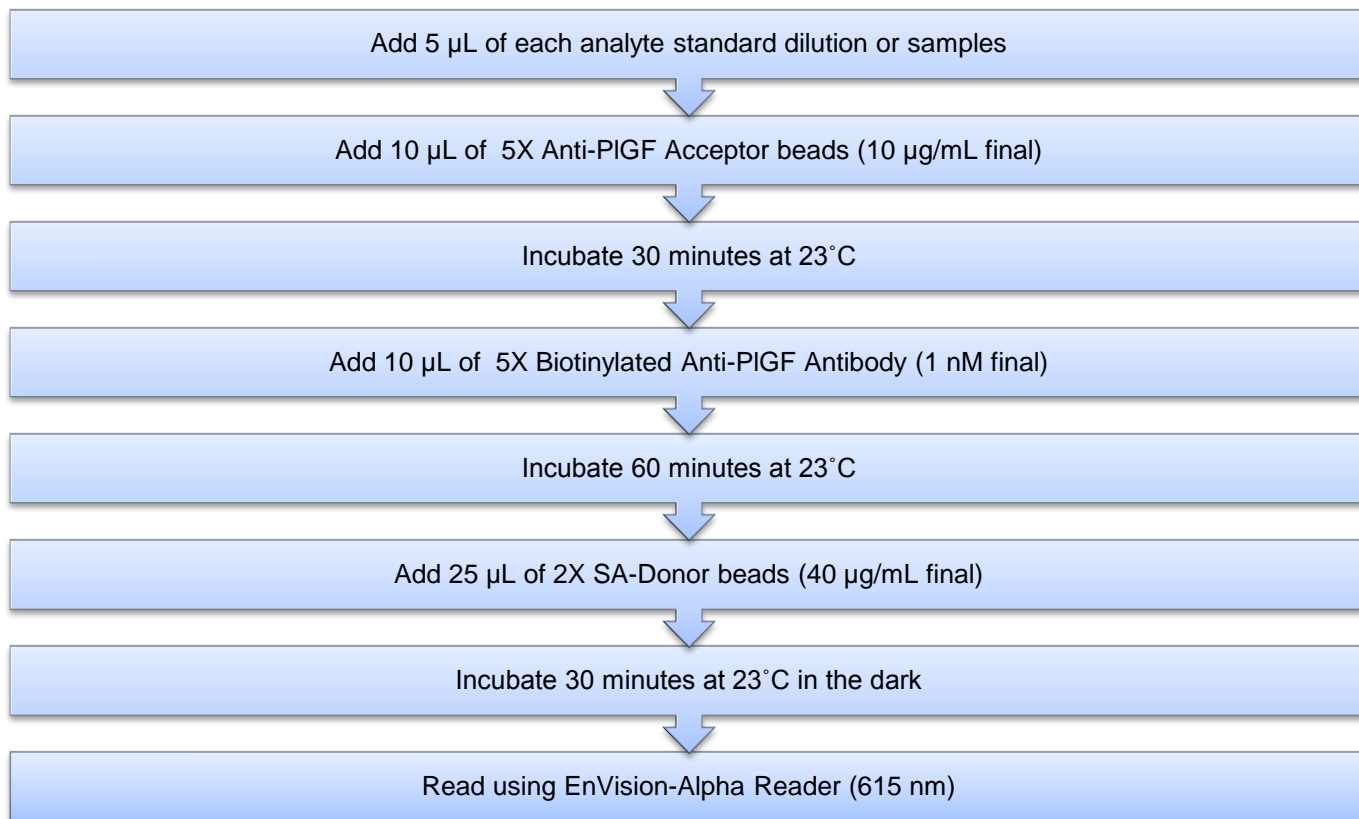 Add 5 µL of each analyte standard dilution or samples
Add 10 µL of 5X Anti-PlGF Acceptor beads (10 µg/mL final)
Incubate 30 minutes at 23˚C
Add 10 µL of 5X Biotinylated Anti-PlGF Antibody (1 nM final)
Incubate 60 minutes at 23˚C
Add 25 µL of 2X SA-Donor beads (40 µg/mL final)
Incubate 30 minutes at 23˚C in the dark
Read using EnVision-Alpha Reader (615 nm)